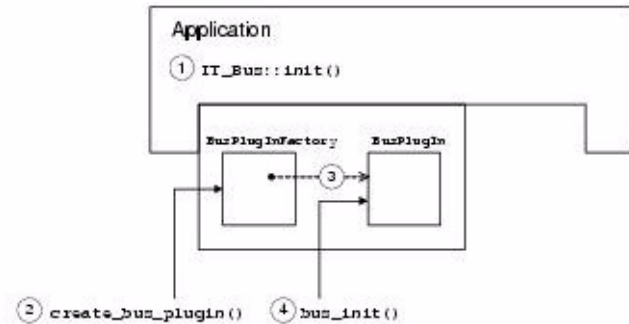 Application
1 IT_Bus::init()
BusPlugInFactory BusPlugIn
3
2 create_bus_plugin() 4 bus_init()